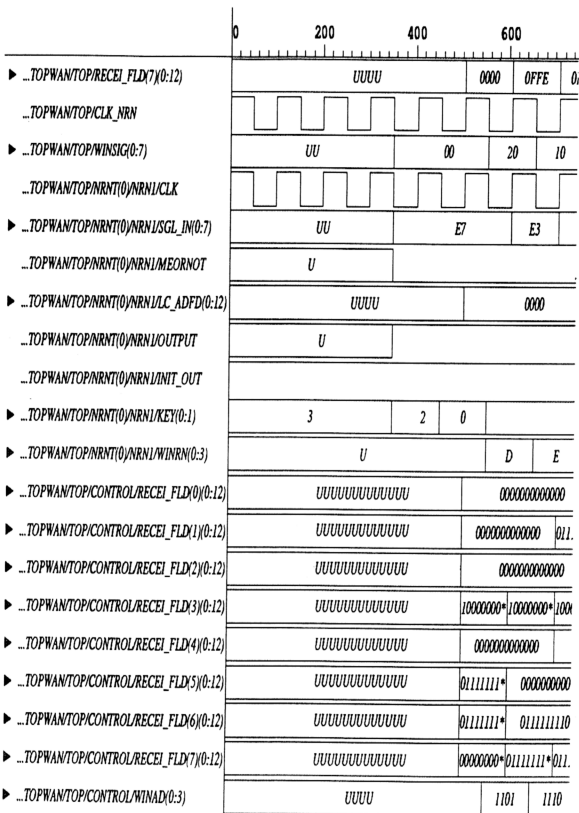 0 200 400 600
...TOPWAN/TOP/RECEI_FLD(7)(0:12) UUUU 0000 0FFE
...TOPWAN/TOP/CLK_NRN
...TOPWAN/TOP/WINSIG(0:7) UU 00 20 10
...TOPWAN/TOP/NRNT(0)/NRN1/CLK
...TOPWAN/TOP/NRNT(0)/NRN1/SGL_IN(0:7) UU E7 E3
...TOPWAN/TOP/NRNT(0)/NRN1/MEORNOT U
...TOPWAN/TOP/NRNT(0)/NRN1/LC_ADFD(0:12) UUUU 0000
...TOPWAN/TOP/NRNT(0)/NRN1/OUTPUT U
...TOPWAN/TOP/NRNT(0)/NRN1/INIT_OUT
...TOPWAN/TOP/NRNT(0)/NRN1/KEY(0:1) 3 2 0
...TOPWAN/TOP/NRNT(0)/NRN1/WINRN(0:3) U D E
...TOPWAN/TOP/CONTROL/RECEI_FLD(0)(0:12) UUUUUUUUUUUUU 0000000000000
...TOPWAN/TOP/CONTROL/RECEI_FLD(1)(0:12) UUUUUUUUUUUUU 0000000000000 011.
...TOPWAN/TOP/CONTROL/RECEI_FLD(2)(0:12) UUUUUUUUUUUUU 0000000000000
...TOPWAN/TOP/CONTROL/RECEI_FLD(3)(0:12) UUUUUUUUUUUUU 10000000* 10000000* 100
...TOPWAN/TOP/CONTROL/RECEI_FLD(4)(0:12) UUUUUUUUUUUUU 0000000000000
...TOPWAN/TOP/CONTROL/RECEI_FLD(5)(0:12) UUUUUUUUUUUUU 01111111* 0000000000
...TOPWAN/TOP/CONTROL/RECEI_FLD(6)(0:12) UUUUUUUUUUUUU 01111111* 0111111110
...TOPWAN/TOP/CONTROL/RECEI_FLD(7)(0:12) UUUUUUUUUUUUU 00000000* 01111111* 011.
...TOPWAN/TOP/CONTROL/WINAD(0:3) UUUU 1101 1110